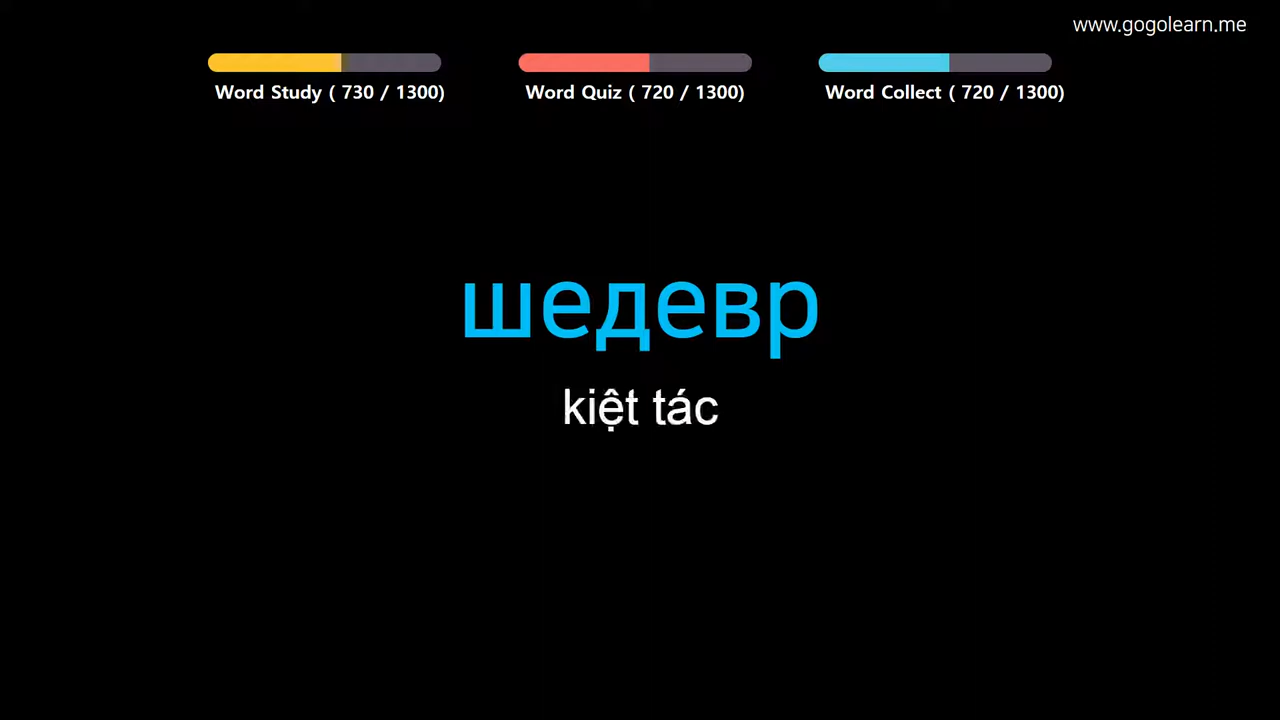 www.gogolearn.me
Word Study ( 730 / 1300)
Word Quiz ( 720 / 1300)
Word Collect ( 720 / 1300)
шедевр
kiệt tác